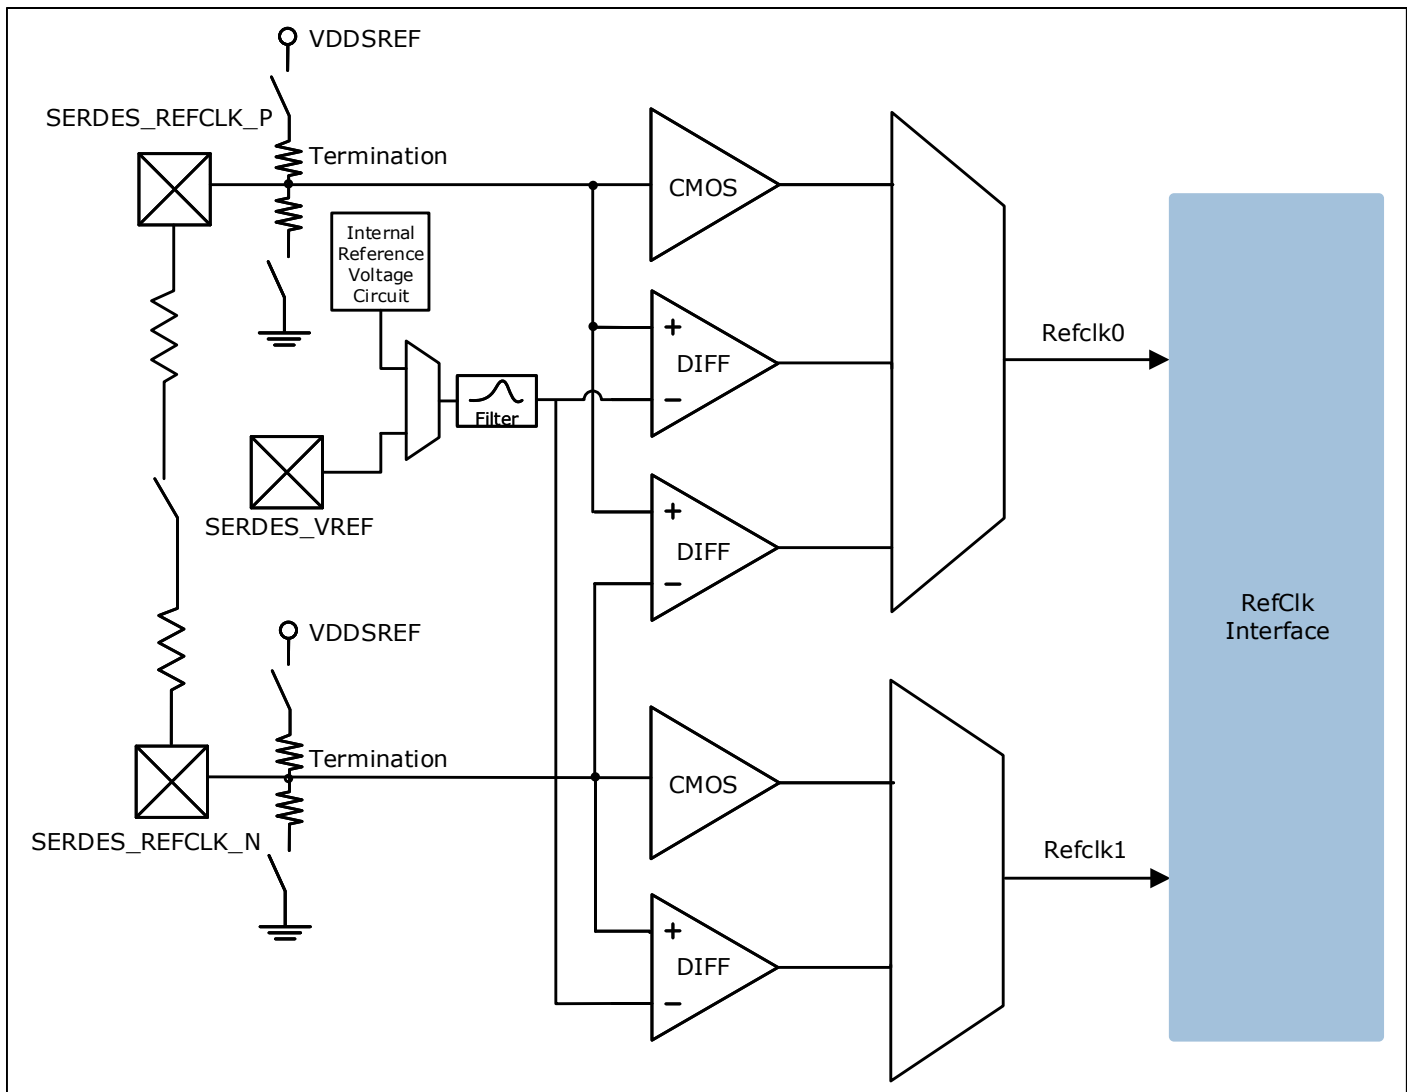 VDDSREF
SERDES_REFCLK_P
Termination
CMOS
Internal
Reference
Voltage
Circuit
+
DIFF
−
Refclk0
Filter
SERDES_VREF
+
DIFF
−
RefClk
Interface
VDDSREF
Termination
CMOS
SERDES_REFCLK_N
Refclk1
+
DIFF
−